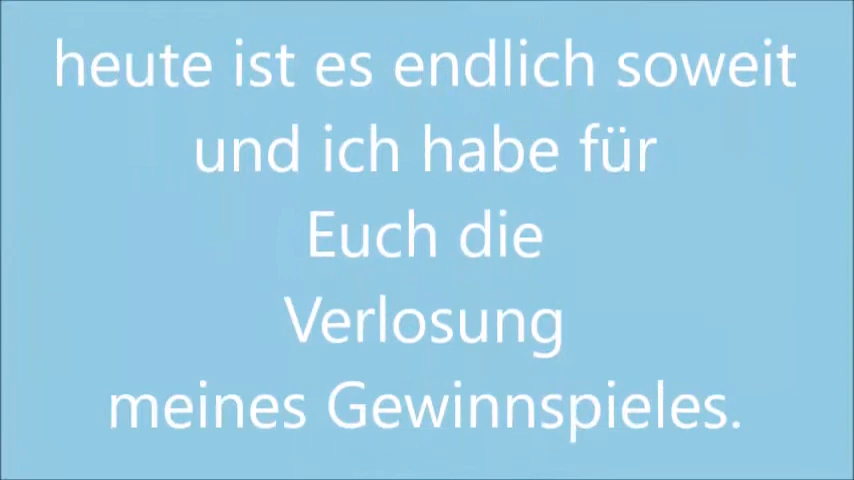 heute ist es endlich soweit
und ich habe für
Euch die
Verlosung
meines Gewinnspieles.